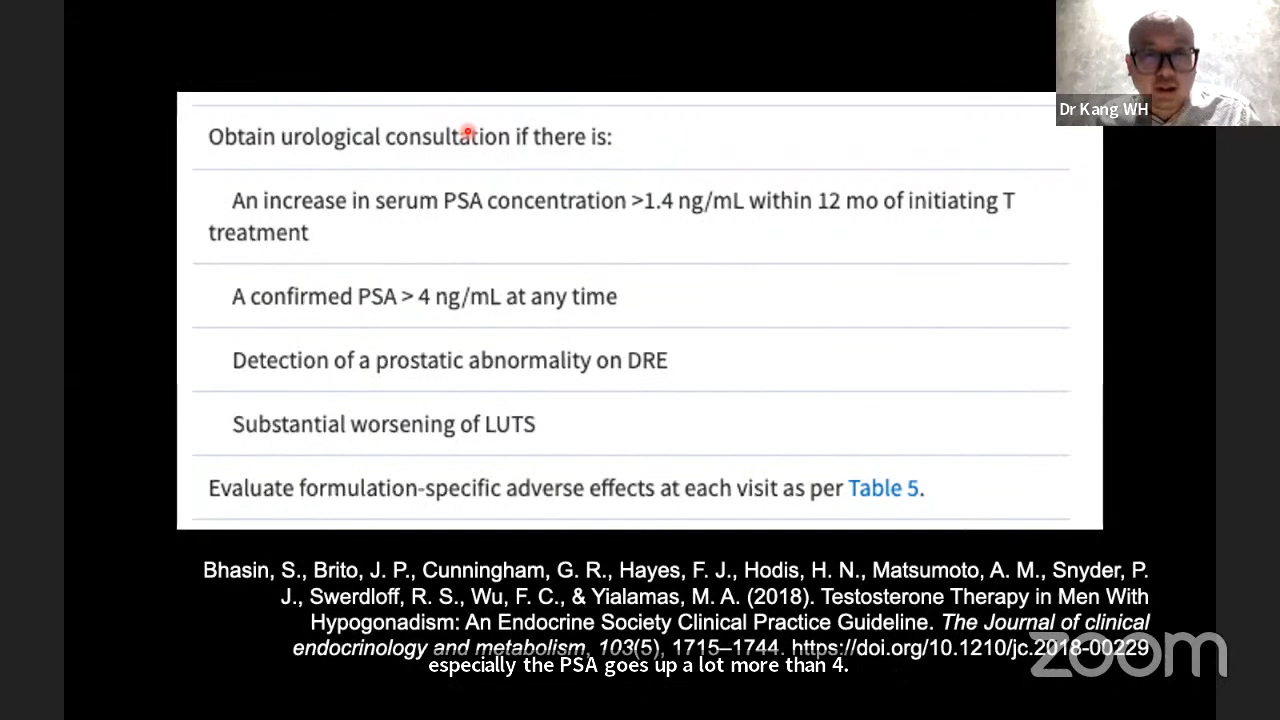 Dr Kang WH
Obtain urological consultation if there is:
An increase in serum PSA concentration >1.4 ng/mL within 12 mo of initiating T
treatment
A confirmed PSA > 4 ng/mL at any time
Detection of a prostatic abnormality on DRE
Substantial worsening of LUTS
Evaluate formulation-specific adverse effects at each visit as per Table 5.
Bhasin, S., Brito, J. P., Cunningham, G. R., Hayes, F. J., Hodis, H. N., Matsumoto, A. M., Snyder, P.
J., Swerdloff, R. S., Wu, F. C., & Yialamas, M. A. (2018). Testosterone Therapy in Men With
Hypogonadism: An Endocrine Society Clinical Practice Guideline. The Journal of clinical
endocrinology and metabolism, 103(5), 1715–1744. https://doi.org/10.1210/jc.2018-00229
especially the PSA goes up a lot more than 4.
zoom